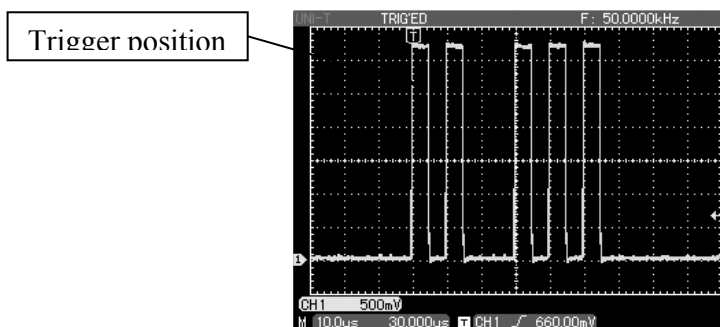 UNI-T TRIG'ED F: 50.0000kHz
Trigger position
T
1
CH1 500mV
M 10.0us 30.000us T CH1 660.00mV